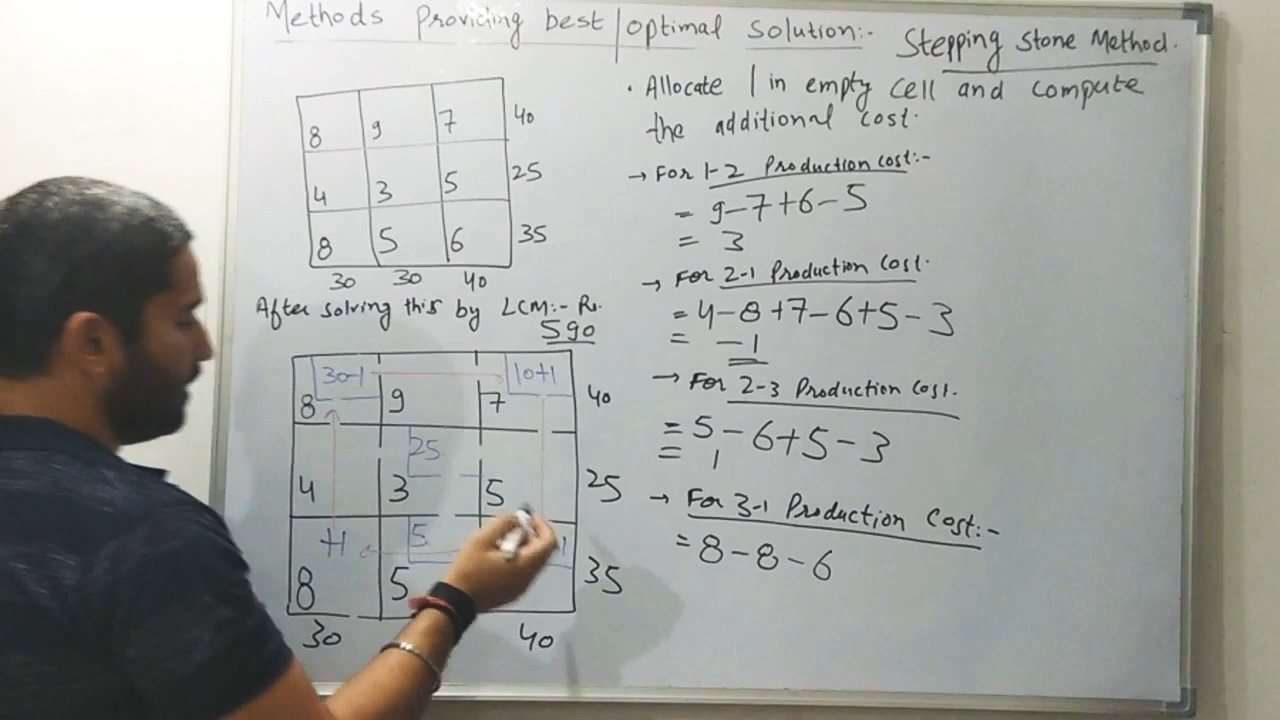 Methods Providing best/optimal Solution:- Stepping Stone Method.
8 9 7 40
4 3 5 25
8 5 6 35
30 30 40
After solving this by LCM:- Rs.
590
30-1 10+1
8 9 7 40
25
4 3 5 25
+1 5 1
8 5 35
30 40
• Allocate 1 in empty cell and compute
the additional cost.
→ For 1-2 Production cost:-
= 9-7+6-5
= 3
→ For 2-1 Production Cost.
= 4-8+7-6+5-3
= -1
→ For 2-3 Production Cost.
= 5-6+5-3
= 1
→ For 3-1 Production Cost:-
= 8-8-6